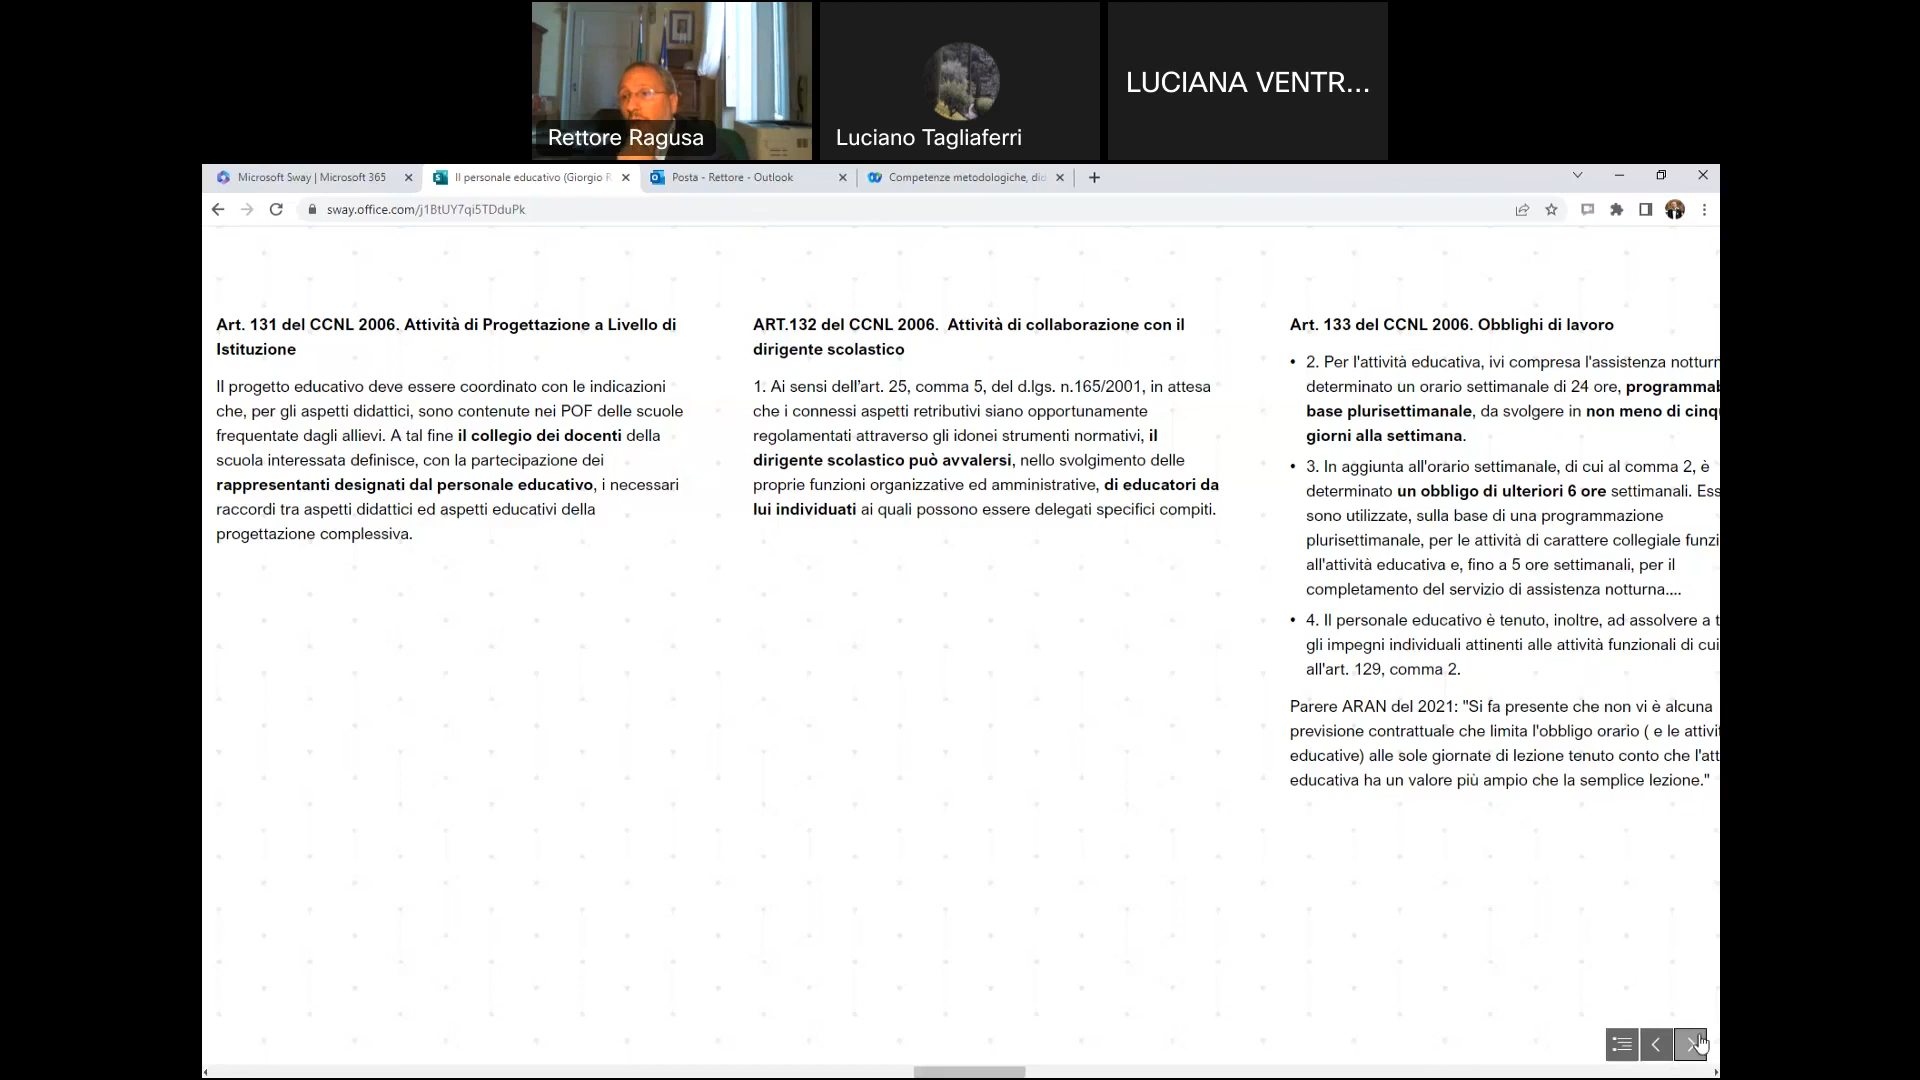 Rettore Ragusa
Luciano Tagliaferri
LUCIANA VENTR...
Microsoft Sway | Microsoft 365
Il personale educativo (Giorgio R
Posta - Rettore - Outlook
Competenze metodologiche, did
sway.office.com/j1BtUY7qi5TDduPk
Art. 131 del CCNL 2006. Attività di Progettazione a Livello di
Istituzione
Il progetto educativo deve essere coordinato con le indicazioni
che, per gli aspetti didattici, sono contenute nei POF delle scuole
frequentate dagli allievi. A tal fine il collegio dei docenti della
scuola interessata definisce, con la partecipazione dei
rappresentanti designati dal personale educativo, i necessari
raccordi tra aspetti didattici ed aspetti educativi della
progettazione complessiva.
ART.132 del CCNL 2006. Attività di collaborazione con il
dirigente scolastico
1. Ai sensi dell'art. 25, comma 5, del d.lgs. n.165/2001, in attesa
che i connessi aspetti retributivi siano opportunamente
regolamentati attraverso gli idonei strumenti normativi, il
dirigente scolastico può avvalersi, nello svolgimento delle
proprie funzioni organizzative ed amministrative, di educatori da
lui individuati ai quali possono essere delegati specifici compiti.
Art. 133 del CCNL 2006. Obblighi di lavoro
• 2. Per l'attività educativa, ivi compresa l'assistenza notturn
determinato un orario settimanale di 24 ore, programmab
base plurisettimanale, da svolgere in non meno di cinqu
giorni alla settimana.
• 3. In aggiunta all'orario settimanale, di cui al comma 2, è
determinato un obbligo di ulteriori 6 ore settimanali. Ess
sono utilizzate, sulla base di una programmazione
plurisettimanale, per le attività di carattere collegiale funzi
all'attività educativa e, fino a 5 ore settimanali, per il
completamento del servizio di assistenza notturna....
• 4. Il personale educativo è tenuto, inoltre, ad assolvere a t
gli impegni individuali attinenti alle attività funzionali di cui
all'art. 129, comma 2.
Parere ARAN del 2021: "Si fa presente che non vi è alcuna
previsione contrattuale che limita l'obbligo orario ( e le attivi
educative) alle sole giornate di lezione tenuto conto che l'att
educativa ha un valore più ampio che la semplice lezione."